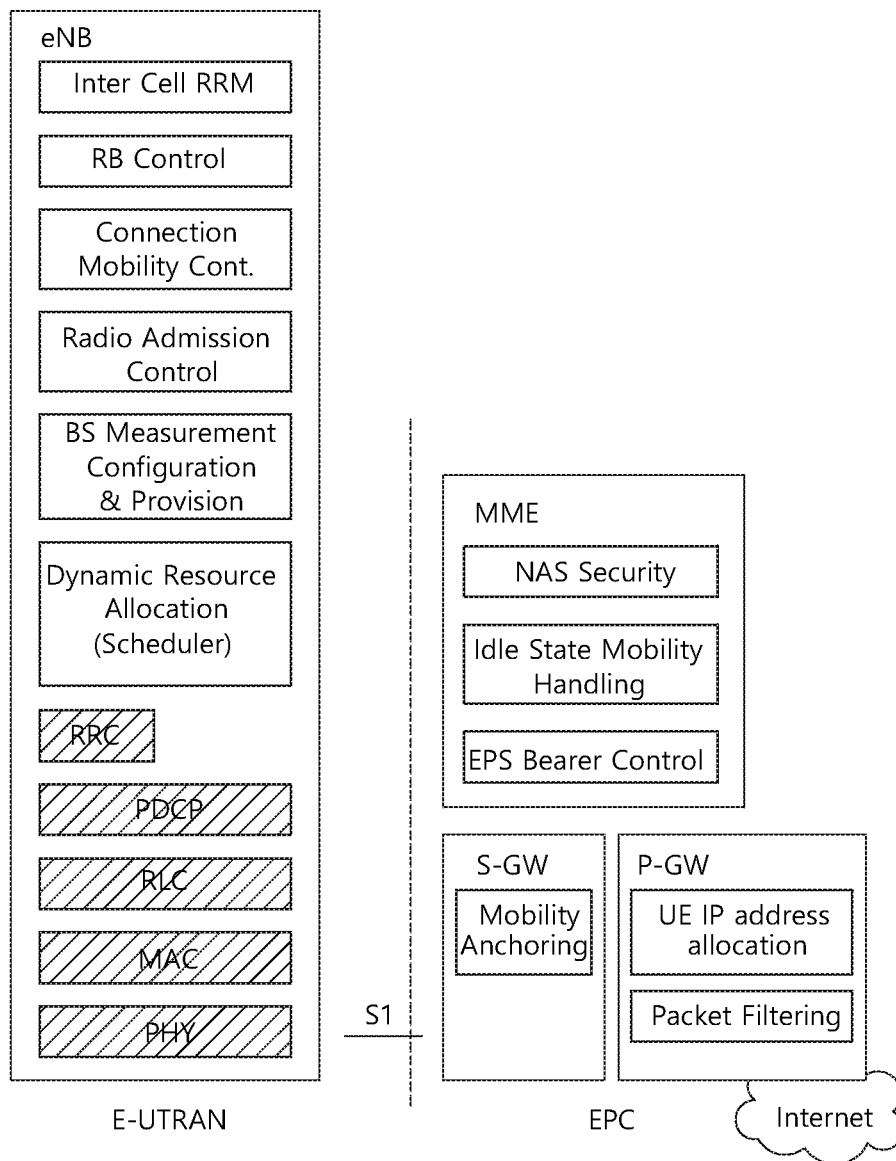 eNB
Inter Cell RRM
RB Control
Connection
Mobility Cont.
Radio Admission
Control
BS Measurement
Configuration
& Provision
Dynamic Resource
Allocation
(Scheduler)
RRC
PDCP
RLC
MAC
PHY
S1
MME
NAS Security
Idle State Mobility
Handling
EPS Bearer Control
S-GW
Mobility
Anchoring
P-GW
UE IP address
allocation
Packet Filtering
E-UTRAN
EPC
Internet